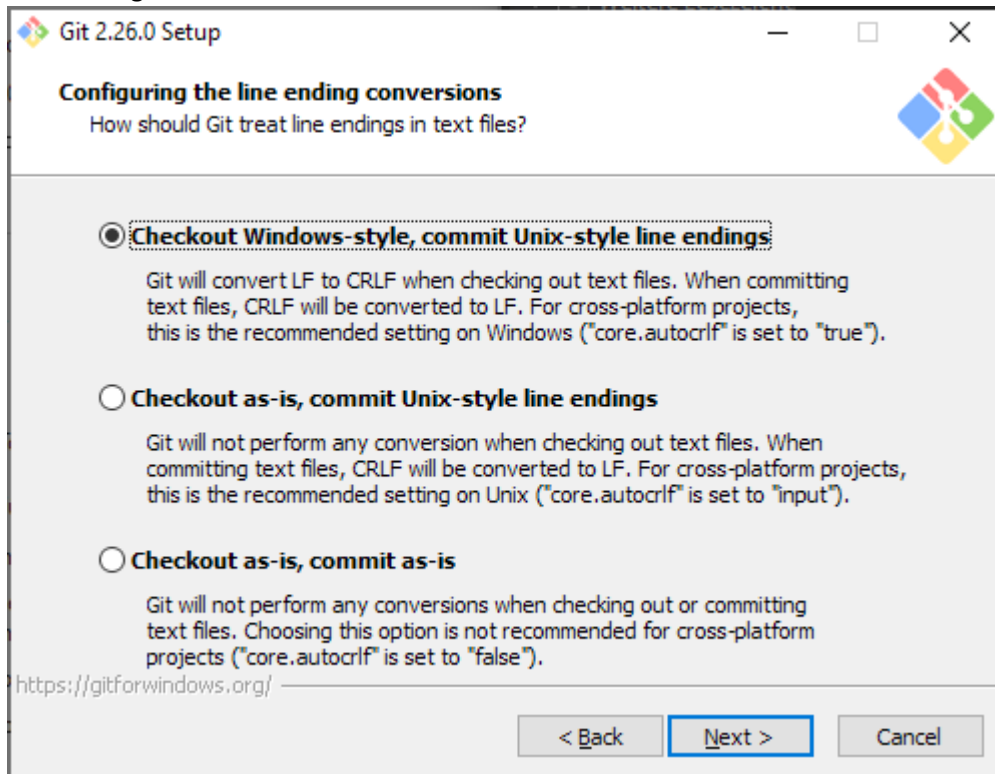 Git 2.26.0 Setup
Configuring the line ending conversions
How should Git treat line endings in text files?
Checkout Windows-style, commit Unix-style line endings
Git will convert LF to CRLF when checking out text files. When committing
text files, CRLF will be converted to LF. For cross-platform projects,
this is the recommended setting on Windows ("core.autocrlf" is set to "true").
Checkout as-is, commit Unix-style line endings
Git will not perform any conversion when checking out text files. When
committing text files, CRLF will be converted to LF. For cross-platform projects,
this is the recommended setting on Unix ("core.autocrlf" is set to "input").
Checkout as-is, commit as-is
Git will not perform any conversions when checking out or committing
text files. Choosing this option is not recommended for cross-platform
projects ("core.autocrlf" is set to "false").
https://gitforwindows.org/
< Back Next > Cancel